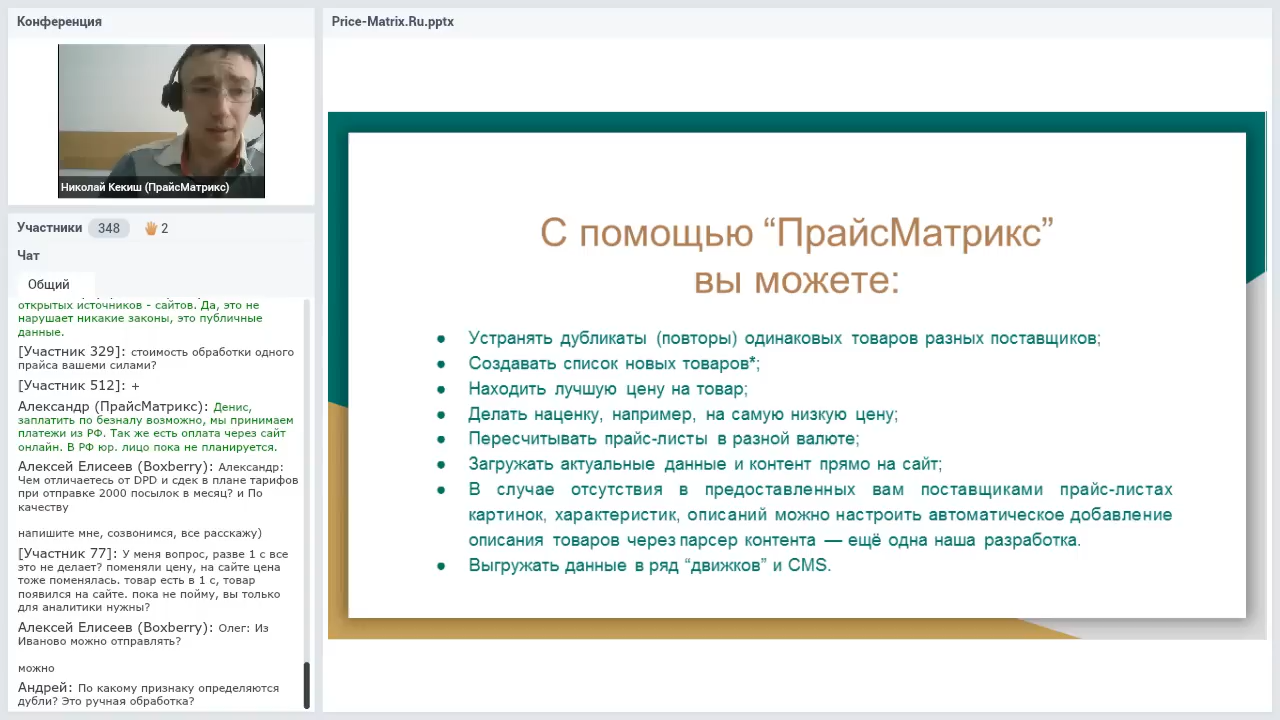 Конференция
Николай Кекиш (ПрайсМатрикс)
Участники 348 2
Чат
Общий
открытых источников - сайтов. Да, это не
нарушает никакие законы, это публичные
данные.
[Участник 329]: стоимость обработки одного
прайса вашеми силами?
[Участник 512]: +
Александр (ПрайсМатрикс): Денис,
заплатить по безналу возможно, мы принимаем
платежи из РФ. Так же есть оплата через сайт
онлайн. В РФ юр. лицо пока не планируется.
Алексей Елисеев (Boxberry): Александр:
Чем отличаетесь от DPD и сдек в плане тарифов
при отправке 2000 посылок в месяц? и По
качеству
напишите мне, созвонимся, все расскажу)
[Участник 77]: У меня вопрос, разве 1 с все
это не делает? поменяли цену, на сайте цена
тоже поменялась. товар есть в 1 с, товар
появился на сайте. пока не пойму, вы только
для аналитики нужны?
Алексей Елисеев (Boxberry): Олег: Из
Иваново можно отправлять?
можно
Андрей: По какому признаку определяются
дубли? Это ручная обработка?
Price-Matrix.Ru.pptx
С помощью “ПрайсМатрикс”
вы можете:
● Устранять дубликаты (повторы) одинаковых товаров разных поставщиков;
● Создавать список новых товаров*;
● Находить лучшую цену на товар;
● Делать наценку, например, на самую низкую цену;
● Пересчитывать прайс-листы в разной валюте;
● Загружать актуальные данные и контент прямо на сайт;
● В случае отсутствия в предоставленных вам поставщиками прайс-листах
картинок, характеристик, описаний можно настроить автоматическое добавление
описания товаров через парсер контента — ещё одна наша разработка.
● Выгружать данные в ряд “движков” и CMS.